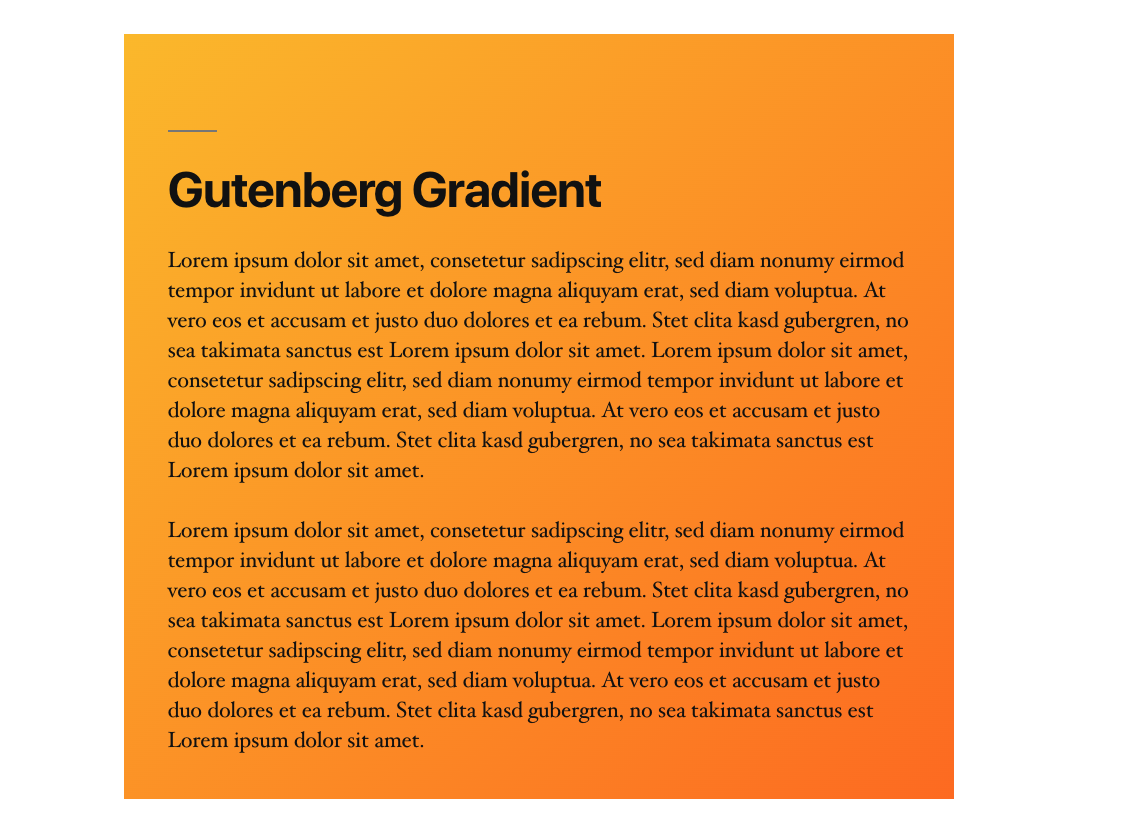 Gutenberg Gradient
Lorem ipsum dolor sit amet, consetetur sadipscing elitr, sed diam nonumy eirmod
tempor invidunt ut labore et dolore magna aliquyam erat, sed diam voluptua. At
vero eos et accusam et justo duo dolores et ea rebum. Stet clita kasd gubergren, no
sea takimata sanctus est Lorem ipsum dolor sit amet. Lorem ipsum dolor sit amet,
consetetur sadipscing elitr, sed diam nonumy eirmod tempor invidunt ut labore et
dolore magna aliquyam erat, sed diam voluptua. At vero eos et accusam et justo
duo dolores et ea rebum. Stet clita kasd gubergren, no sea takimata sanctus est
Lorem ipsum dolor sit amet.
Lorem ipsum dolor sit amet, consetetur sadipscing elitr, sed diam nonumy eirmod
tempor invidunt ut labore et dolore magna aliquyam erat, sed diam voluptua. At
vero eos et accusam et justo duo dolores et ea rebum. Stet clita kasd gubergren, no
sea takimata sanctus est Lorem ipsum dolor sit amet. Lorem ipsum dolor sit amet,
consetetur sadipscing elitr, sed diam nonumy eirmod tempor invidunt ut labore et
dolore magna aliquyam erat, sed diam voluptua. At vero eos et accusam et justo
duo dolores et ea rebum. Stet clita kasd gubergren, no sea takimata sanctus est
Lorem ipsum dolor sit amet.